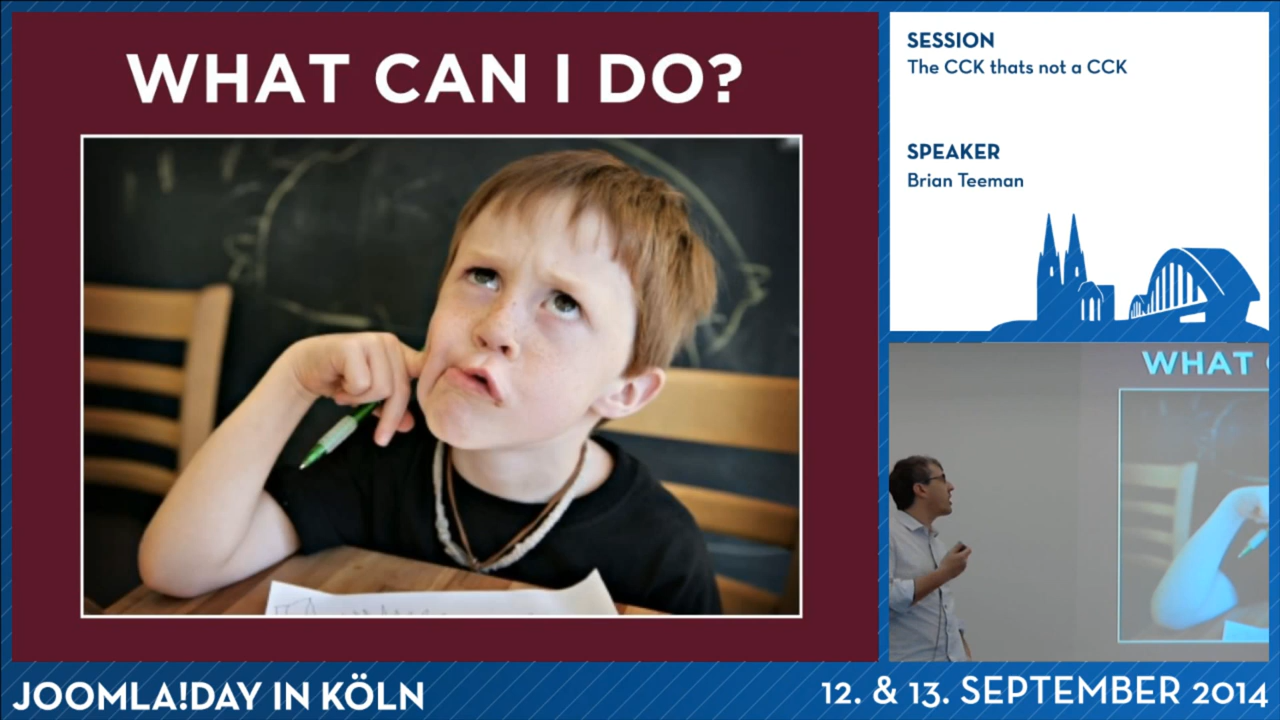 WHAT CAN I DO?
SESSION
The CCK thats not a CCK
SPEAKER
Brian Teeman
WHAT
JOOMLA!DAY IN KÖLN
12. & 13. SEPTEMBER 2014